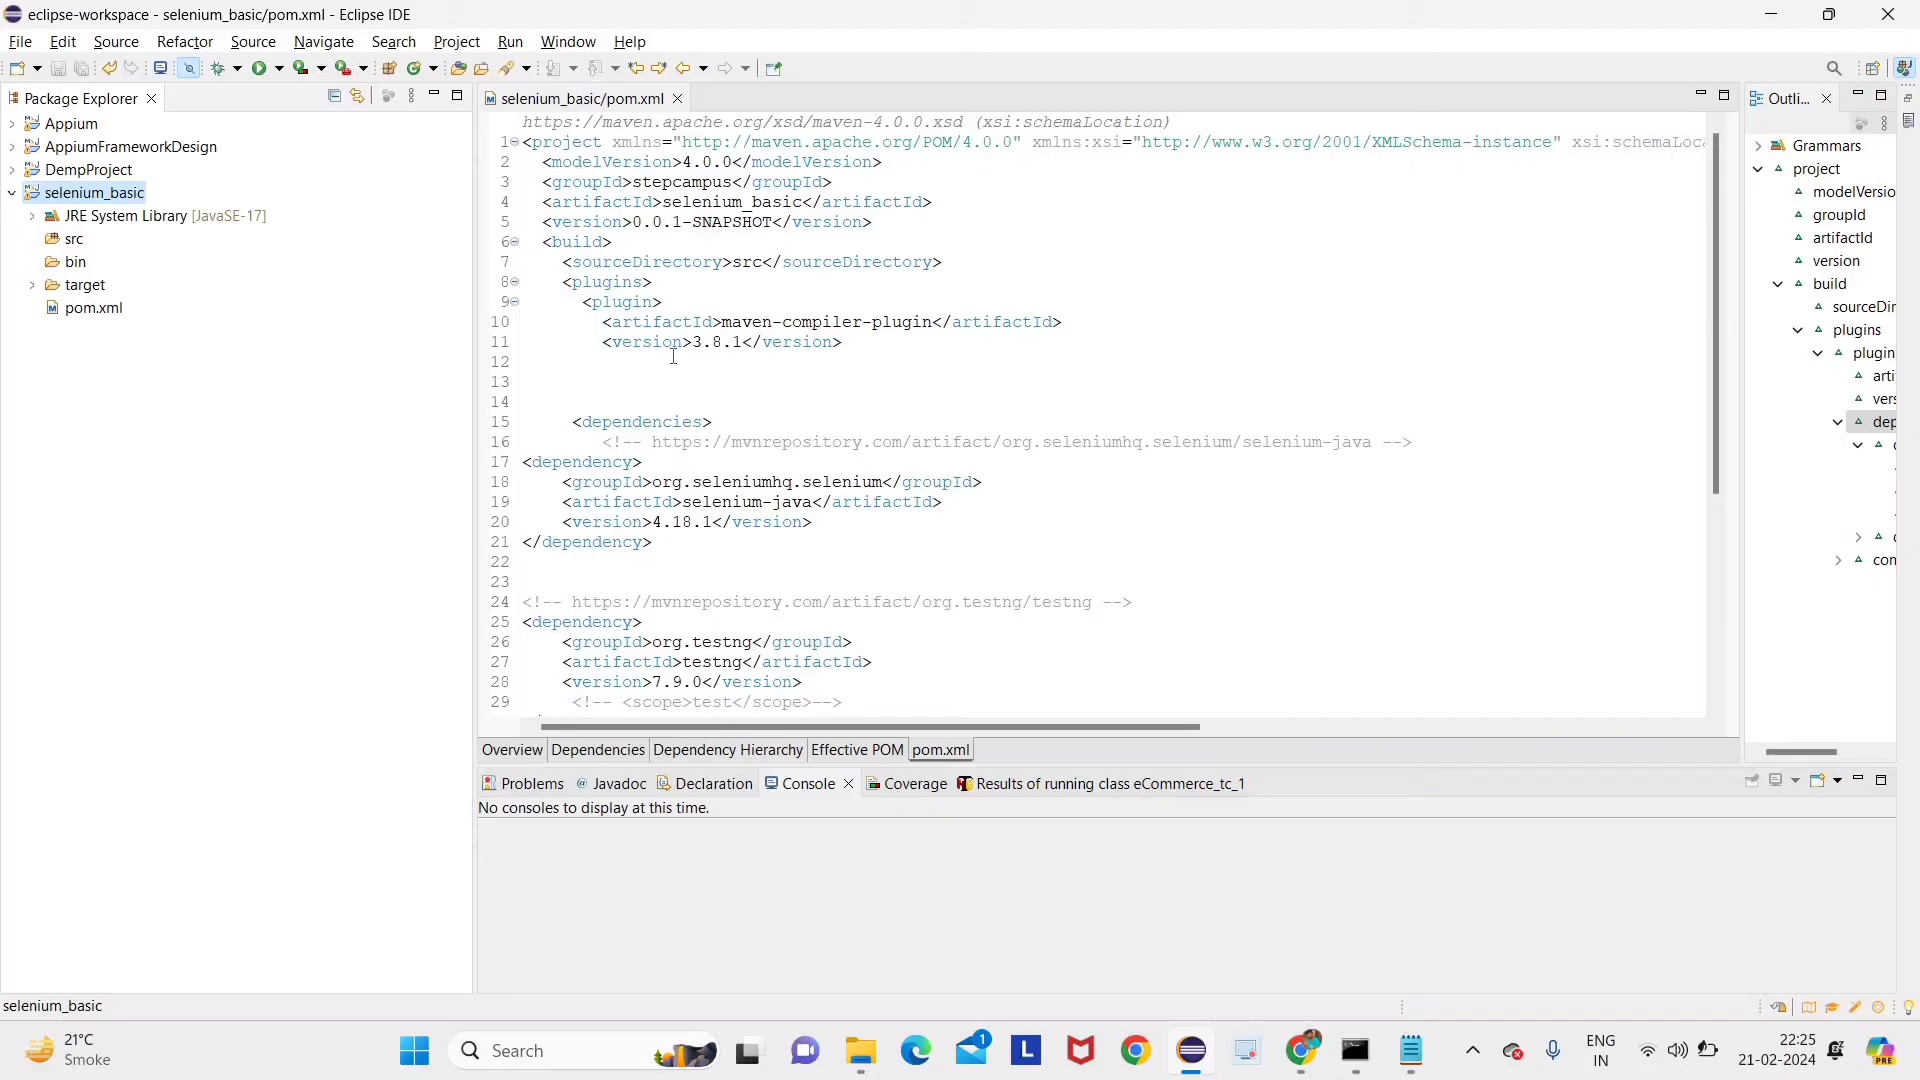 eclipse-workspace - selenium_basic/pom.xml - Eclipse IDE
File Edit Source Refactor Source Navigate Search Project Run Window Help
Package Explorer
Appium
AppiumFrameworkDesign
DempProject
selenium_basic
JRE System Library [JavaSE-17]
src
bin
target
pom.xml
selenium_basic/pom.xml
https://maven.apache.org/xsd/maven-4.0.0.xsd (xsi:schemaLocation)
1 <project xmlns="http://maven.apache.org/POM/4.0.0" xmlns:xsi="http://www.w3.org/2001/XMLSchema-instance" xsi:schemaLoca
2 <modelVersion>4.0.0</modelVersion>
3 <groupId>stepcampus</groupId>
4 <artifactId>selenium_basic</artifactId>
5 <version>0.0.1-SNAPSHOT</version>
6 <build>
7 <sourceDirectory>src</sourceDirectory>
8 <plugins>
9 <plugin>
10 <artifactId>maven-compiler-plugin</artifactId>
11 <version>3.8.1</version>
12
13
14
15 <dependencies>
16 <!-- https://mvnrepository.com/artifact/org.seleniumhq.selenium/selenium-java -->
17 <dependency>
18 <groupId>org.seleniumhq.selenium</groupId>
19 <artifactId>selenium-java</artifactId>
20 <version>4.18.1</version>
21 </dependency>
22
23
24 <!-- https://mvnrepository.com/artifact/org.testng/testng -->
25 <dependency>
26 <groupId>org.testng</groupId>
27 <artifactId>testng</artifactId>
28 <version>7.9.0</version>
29 <!-- <scope>test</scope>-->
Overview Dependencies Dependency Hierarchy Effective POM pom.xml
Outli...
Grammars
project
modelVersio
groupId
artifactId
version
build
sourceDir
plugins
plugin
arti
vers
dep
con
Problems Javadoc Declaration Console Coverage Results of running class eCommerce_tc_1
No consoles to display at this time.
selenium_basic
21°C
Smoke
Search
1
L
PRE
ENG
IN
22:25
21-02-2024